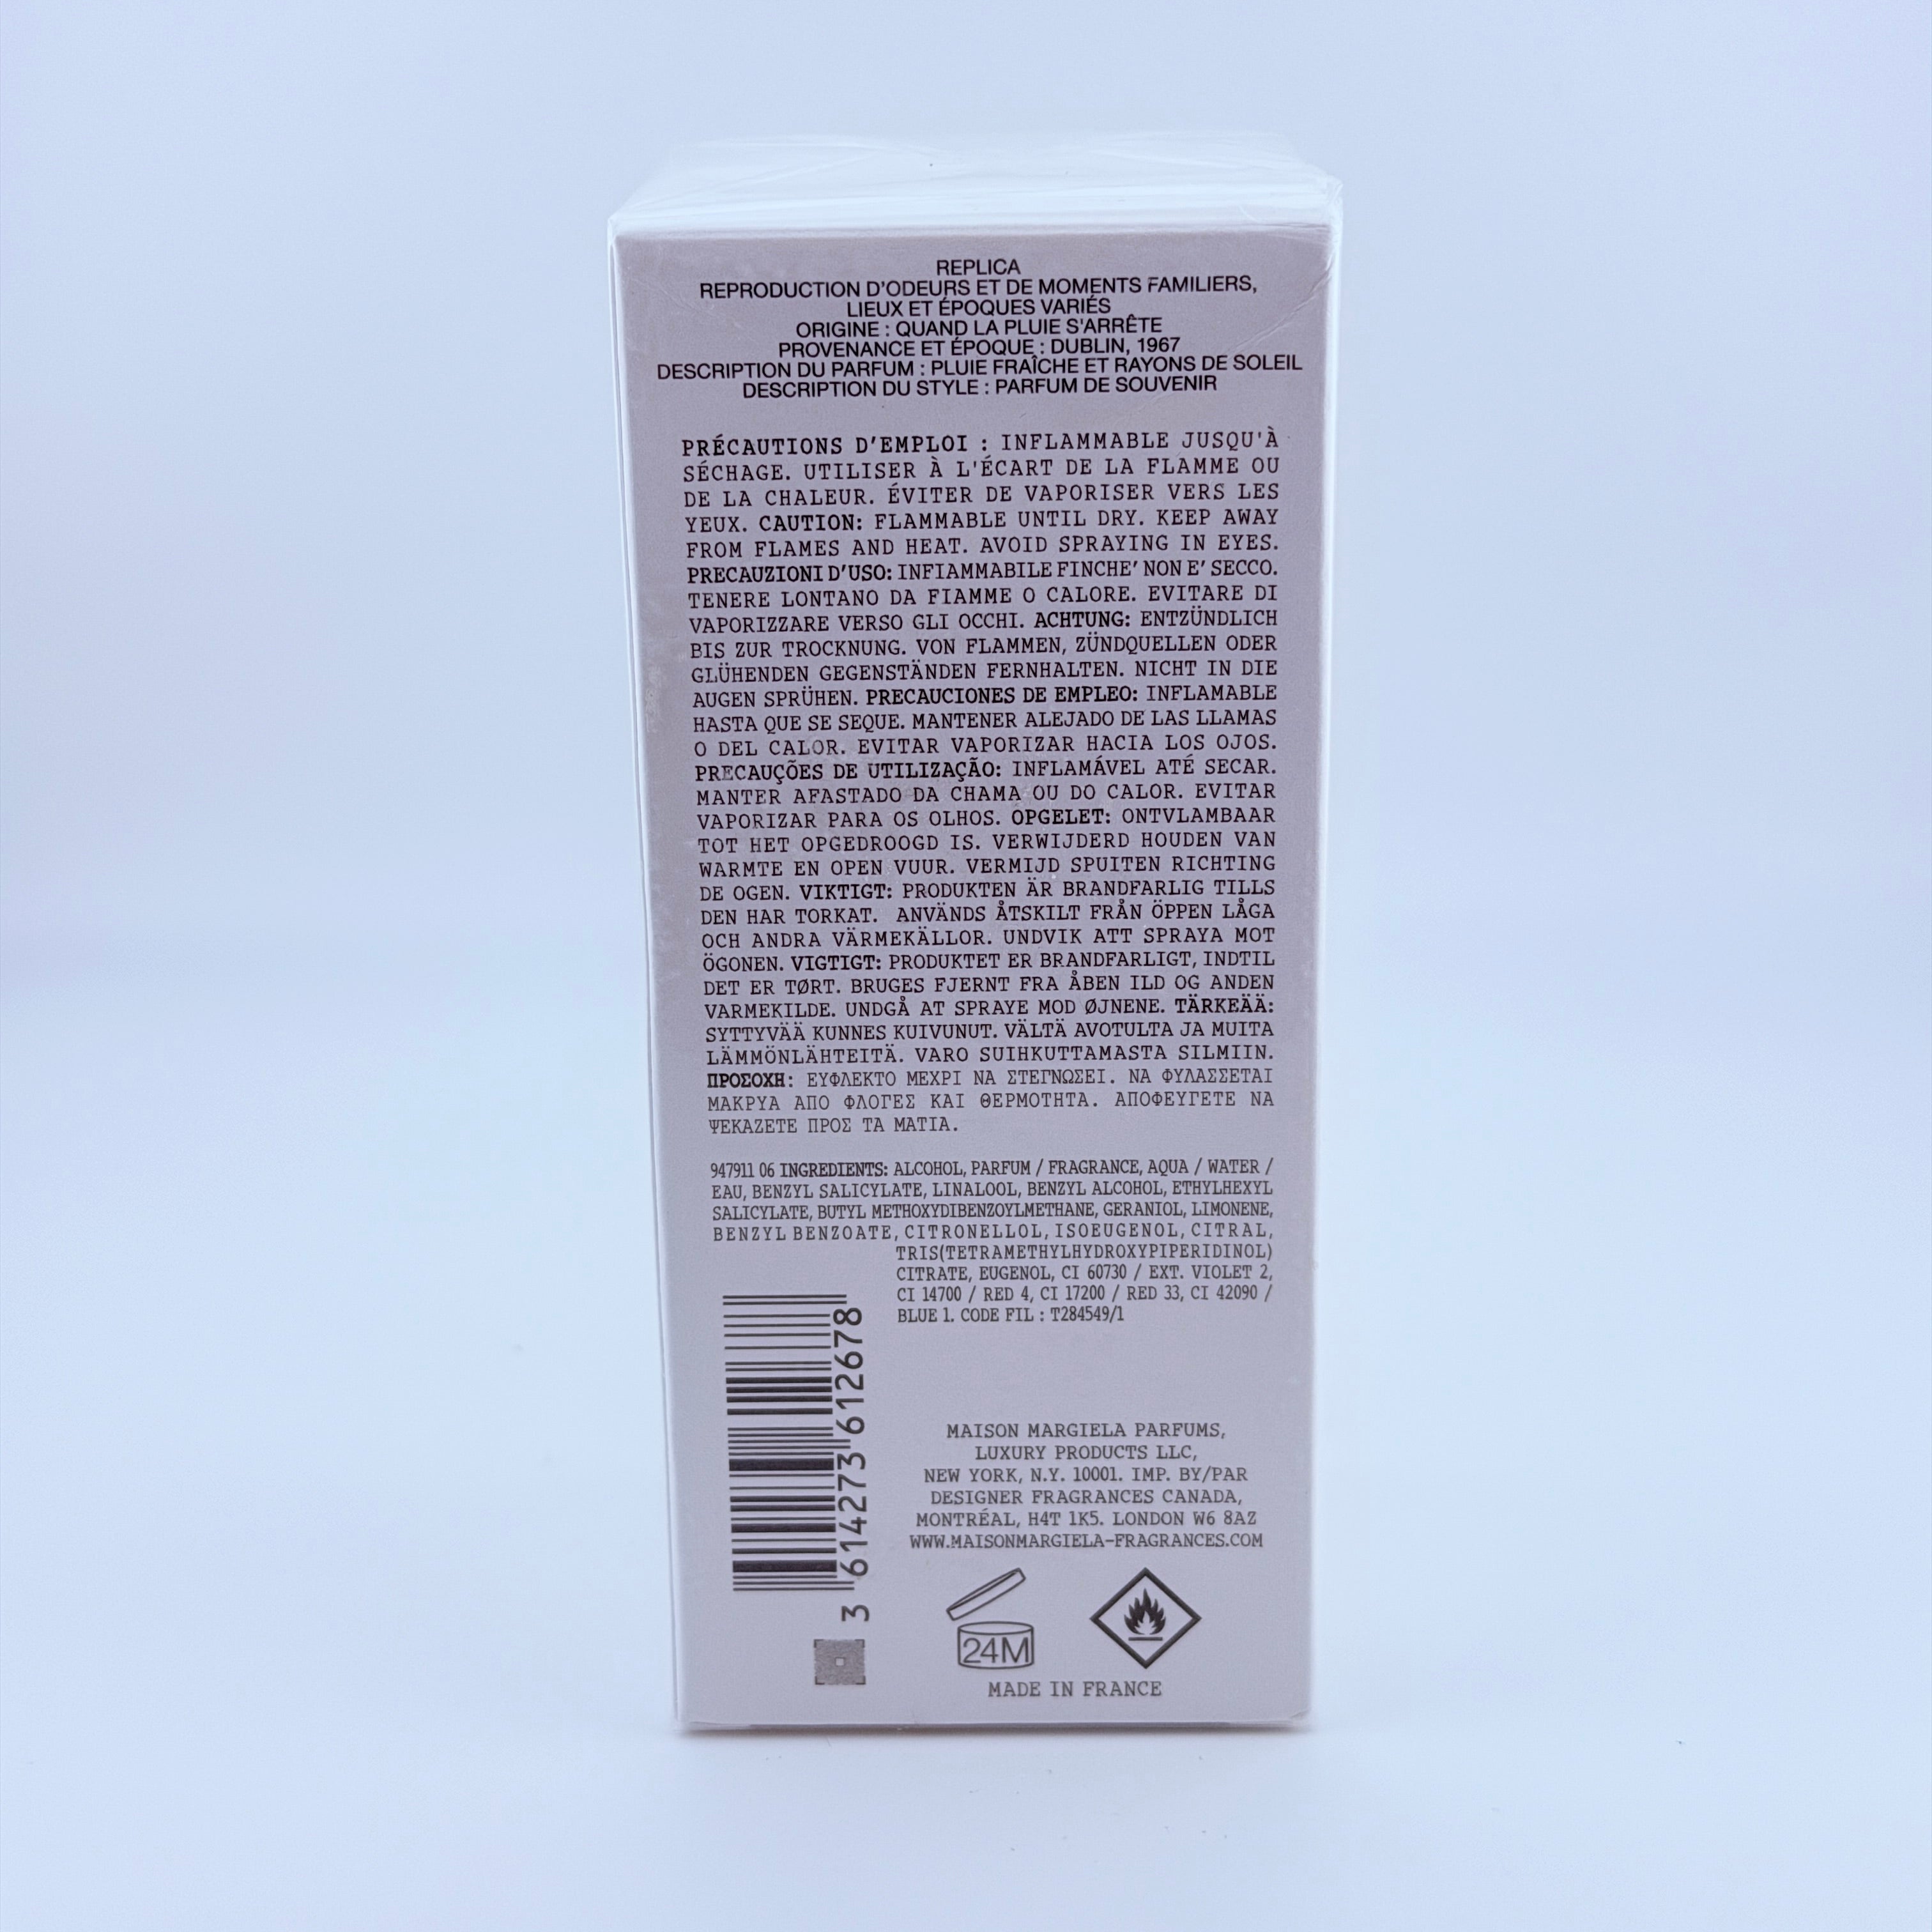 REPLICA
REPRODUCTION D'ODEURS ET DE MOMENTS FAMILIERS,
LIEUX ET ÉPOQUES VARIÉS
ORIGINE : QUAND LA PLUIE S'ARRÊTE
PROVENANCE ET ÉPOQUE : DUBLIN, 1967
DESCRIPTION DU PARFUM : PLUIE FRAÎCHE ET RAYONS DE SOLEIL
DESCRIPTION DU STYLE : PARFUM DE SOUVENIR
PRÉCAUTIONS D'EMPLOI : INFLAMMABLE JUSQU'À
SÉCHAGE. UTILISER À L'ÉCART DE LA FLAMME OU
DE LA CHALEUR. ÉVITER DE VAPORISER VERS LES
YEUX. CAUTION: FLAMMABLE UNTIL DRY. KEEP AWAY
FROM FLAMES AND HEAT. AVOID SPRAYING IN EYES.
PRECAUZIONI D'USO: INFIAMMABILE FINCHE' NON E' SECCO.
TENERE LONTANO DA FIAMME O CALORE. EVITARE DI
VAPORIZZARE VERSO GLI OCCHI. ACHTUNG: ENTZÜNDLICH
BIS ZUR TROCKNUNG. VON FLAMMEN, ZÜNDQUELLEN ODER
GLÜHENDEN GEGENSTÄNDEN FERNHALTEN. NICHT IN DIE
AUGEN SPRÜHEN. PRECAUCIONES DE EMPLEO: INFLAMABLE
HASTA QUE SE SEQUE. MANTENER ALEJADO DE LAS LLAMAS
O DEL CALOR. EVITAR VAPORIZAR HACIA LOS OJOS.
PRECAUÇÕES DE UTILIZAÇÃO: INFLAMÁVEL ATÉ SECAR.
MANTER AFASTADO DA CHAMA OU DO CALOR. EVITAR
VAPORIZAR PARA OS OLHOS. OPGELET: ONTVLAMBAAR
TOT HET OPGEDROOGD IS. VERWIJDERD HOUDEN VAN
WARMTE EN OPEN VUUR. VERMIJD SPUITEN RICHTING
DE OGEN. VIKTIGT: PRODUKTEN ÄR BRANDFARLIG TILLS
DEN HAR TORKAT. ANVÄNDS ÅTSKILT FRÅN ÖPPEN LÅGA
OCH ANDRA VÄRMEKÄLLOR. UNDVIK ATT SPRAYA MOT
ÖGONEN. VIGTIGT: PRODUKTET ER BRANDFARLIGT, INDTIL
DET ER TØRT. BRUGES FJERNT FRA ÅBEN ILD OG ANDEN
VARMEKILDE. UNDGÅ AT SPRAYE MOD ØJNENE. TÄRKEÄÄ:
SYTTYVÄÄ KUNNES KUIVUNUT. VÄLTÄ AVOTULTA JA MUITA
LÄMMÖNLÄHTEITÄ. VARO SUIHKUTTAMASTA SILMIIN.
ΠΡΟΣΟΧΗ: ΕΥΦΛΕΚΤΟ ΜΕΧΡΙ ΝΑ ΣΤΕΓΝΩΣΕΙ. ΝΑ ΦΥΛΑΣΣΕΤΑΙ
ΜΑΚΡΥΑ ΑΠΟ ΦΛΟΓΕΣ ΚΑΙ ΘΕΡΜΟΤΗΤΑ. ΑΠΟΦΕΥΓΕΤΕ ΝΑ
ΨΕΚΑΖΕΤΕ ΠΡΟΣ ΤΑ ΜΑΤΙΑ.
947911 06 INGREDIENTS: ALCOHOL, PARFUM / FRAGRANCE, AQUA / WATER /
EAU, BENZYL SALICYLATE, LINALOOL, BENZYL ALCOHOL, ETHYLHEXYL
SALICYLATE, BUTYL METHOXYDIBENZOYLMETHANE, GERANIOL, LIMONENE,
BENZYL BENZOATE, CITRONELLOL, ISOEUGENOL, CITRAL,
TRIS(TETRAMETHYLHYDROXYPIPERIDINOL)
CITRATE, EUGENOL, CI 60730 / EXT. VIOLET 2,
CI 14700 / RED 4, CI 17200 / RED 33, CI 42090 /
BLUE 1. CODE FIL : T284549/1
3 614273 612678
MAISON MARGIELA PARFUMS,
LUXURY PRODUCTS LLC,
NEW YORK, N.Y. 10001. IMP. BY/PAR
DESIGNER FRAGRANCES CANADA,
MONTRÉAL, H4T 1K5. LONDON W6 8AZ
WWW.MAISONMARGIELA-FRAGRANCES.COM
24M
MADE IN FRANCE